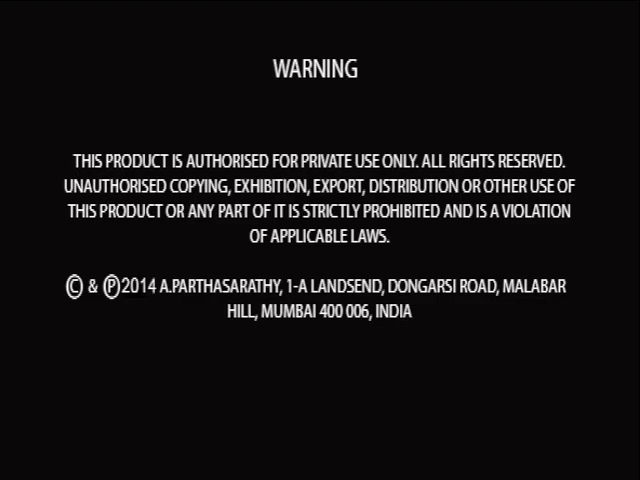 WARNING
THIS PRODUCT IS AUTHORISED FOR PRIVATE USE ONLY. ALL RIGHTS RESERVED.
UNAUTHORISED COPYING, EXHIBITION, EXPORT, DISTRIBUTION OR OTHER USE OF
THIS PRODUCT OR ANY PART OF IT IS STRICTLY PROHIBITED AND IS A VIOLATION
OF APPLICABLE LAWS.
© & ℗2014 A.PARTHASARATHY, 1-A LANDSEND, DONGARSI ROAD, MALABAR
HILL, MUMBAI 400 006, INDIA